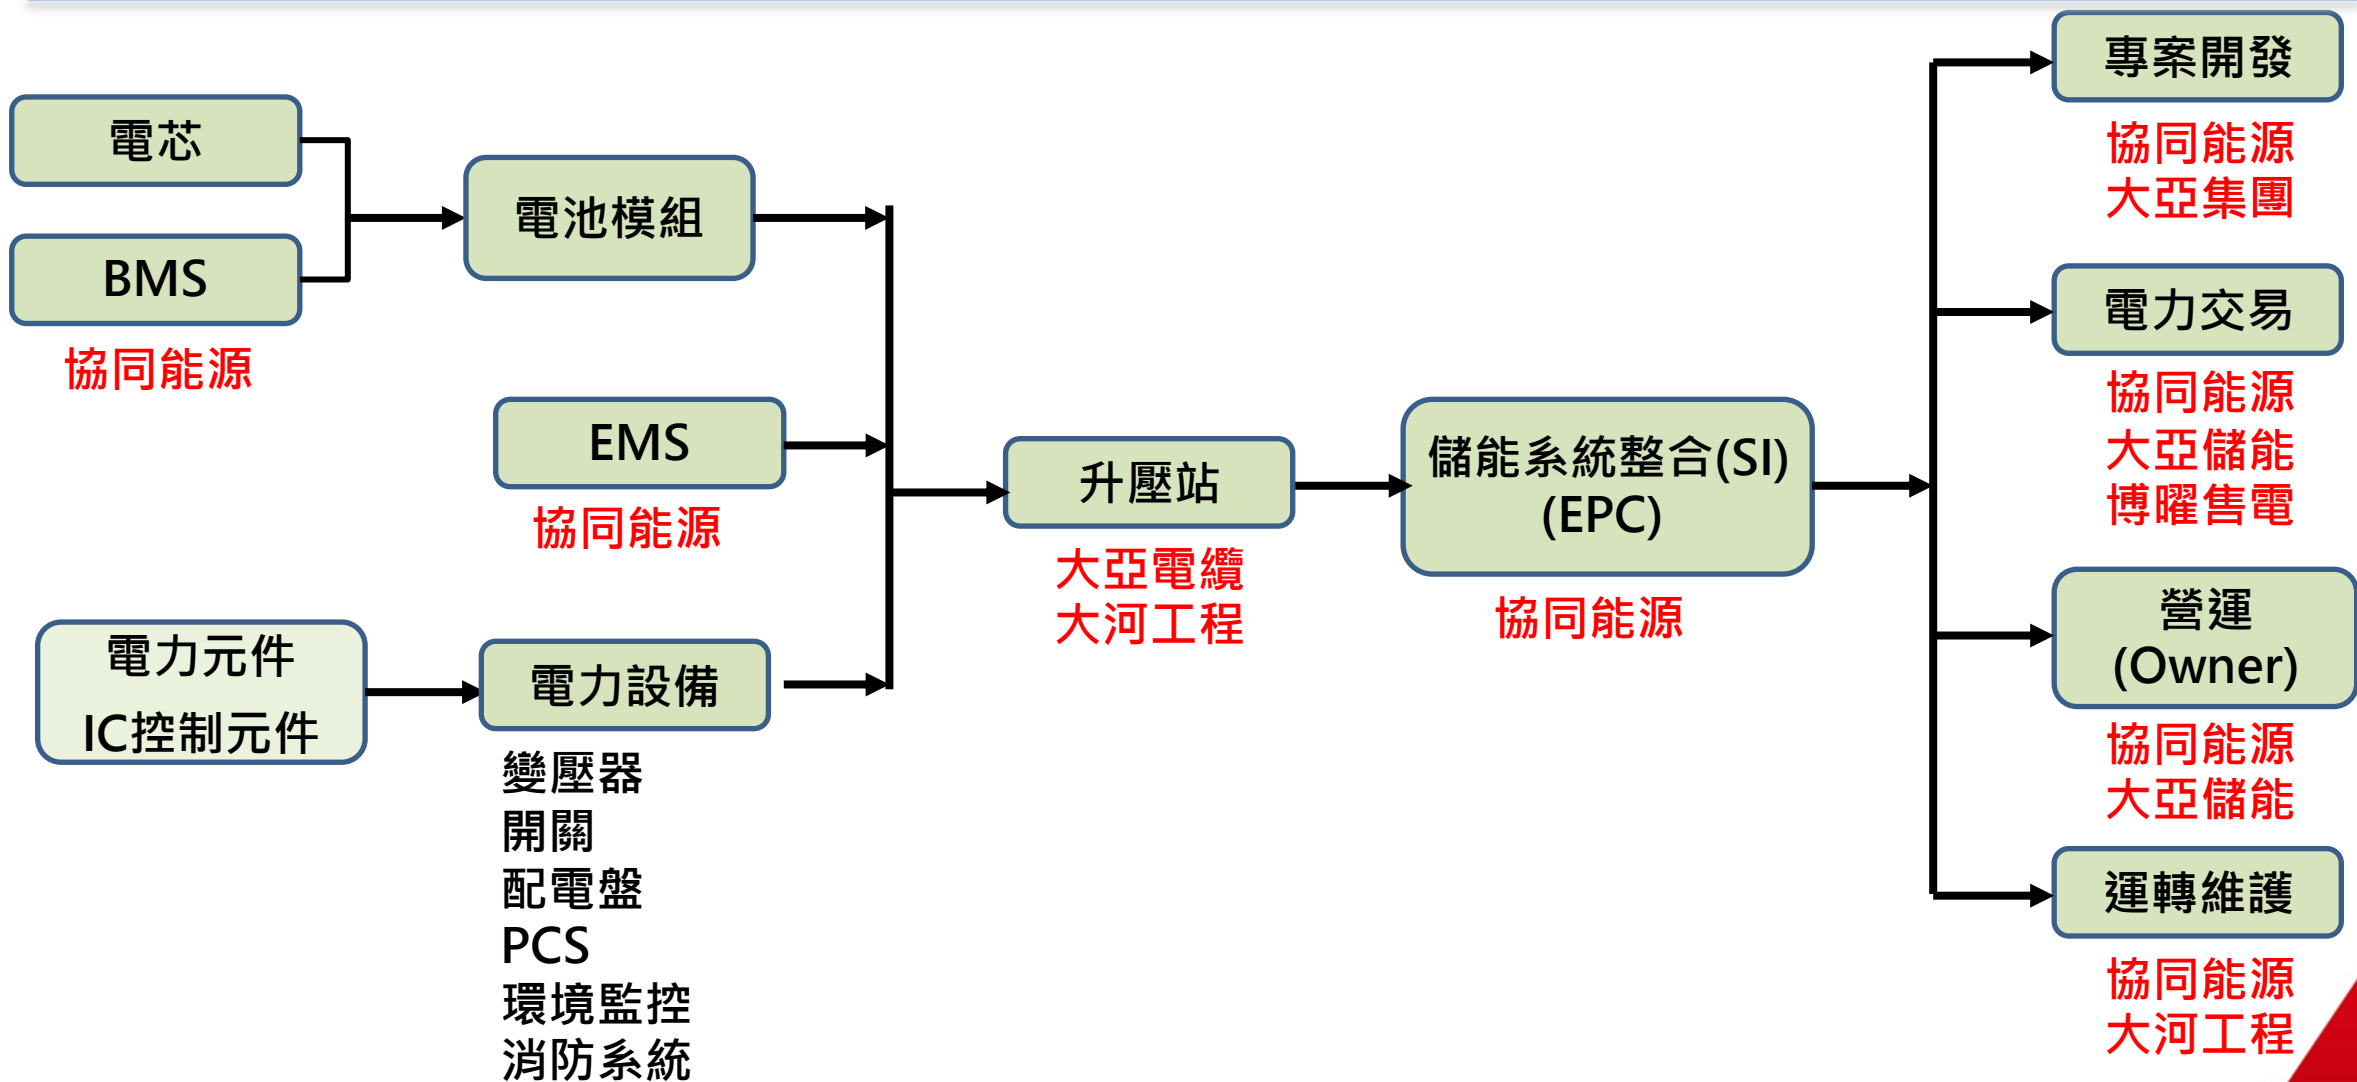 電芯
BMS
協同能源
電池模組
EMS
協同能源
電力元件
IC控制元件
電力設備
變壓器
開關
配電盤
PCS
環境監控
消防系統
升壓站
大亞電纜
大河工程
儲能系統整合(SI)
(EPC)
協同能源
專案開發
協同能源
大亞集團
電力交易
協同能源
大亞儲能
博曜售電
營運
(Owner)
協同能源
大亞儲能
運轉維護
協同能源
大河工程